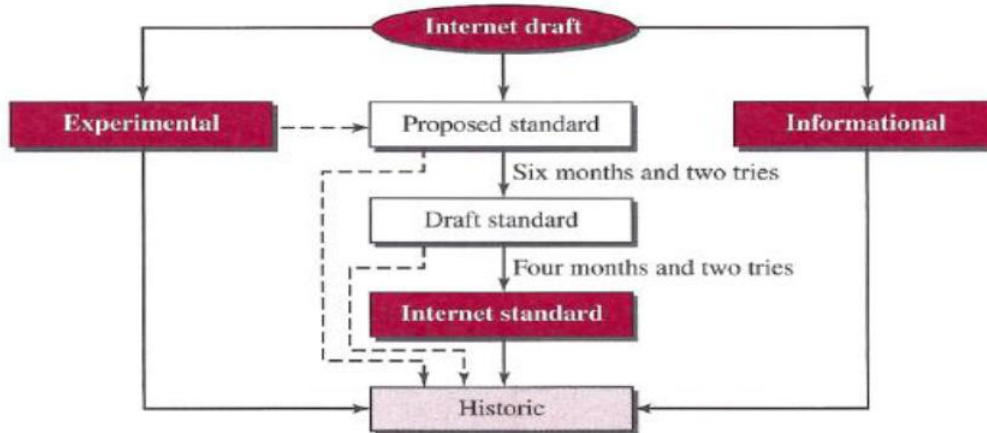 Internet draft
Experimental
Proposed standard
Informational
Six months and two tries
Draft standard
Four months and two tries
Internet standard
Historic